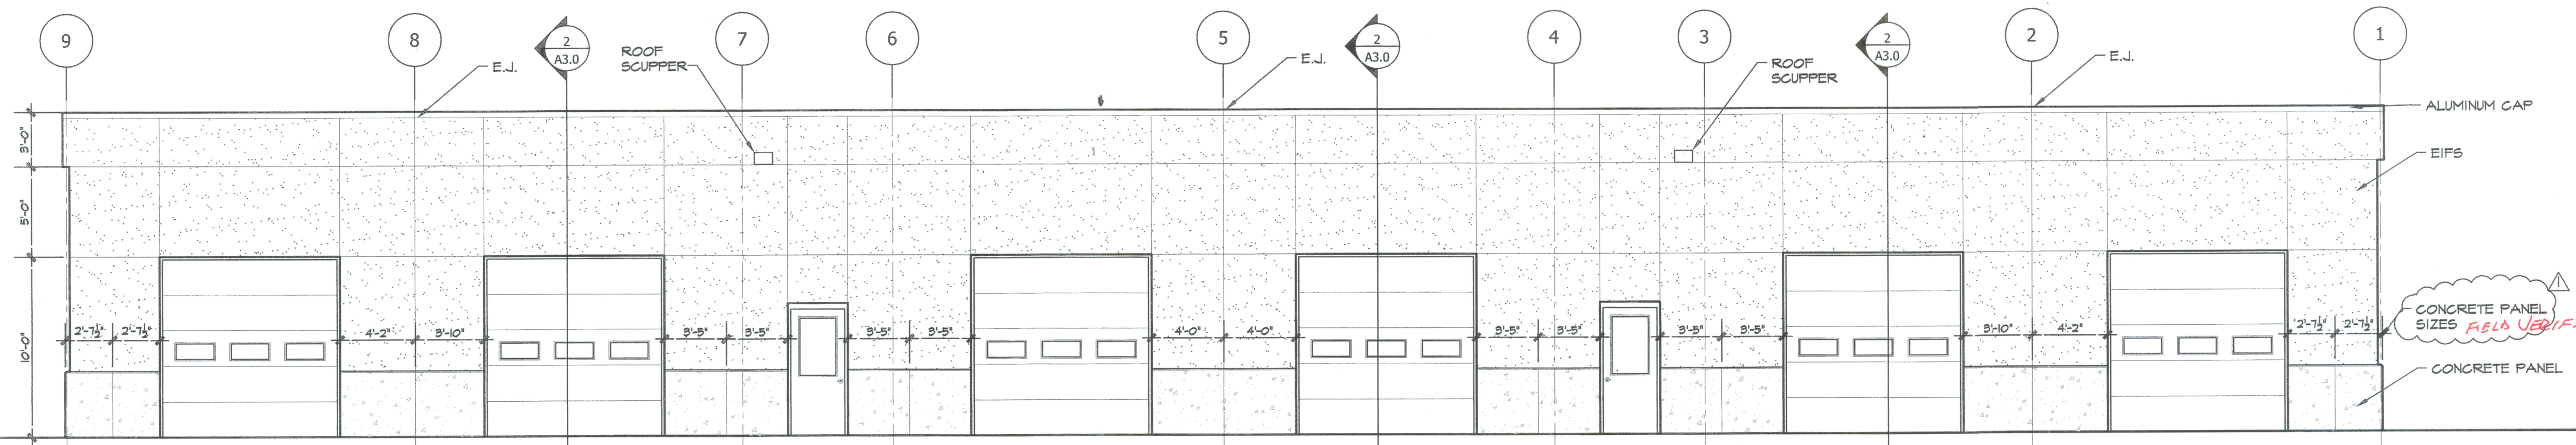 9
8
2
A3.0
7
6
5
2
A3.0
4
3
2
A3.0
2
1
E.J.
ROOF
SCUPPER
E.J.
ROOF
SCUPPER
E.J.
ALUMINUM CAP
3'-0"
EIFS
5'-0"
10'-0"
2'-7½" 2'-7½" 4'-2" 3'-10" 3'-5" 3'-5" 3'-5" 3'-5" 4'-0" 4'-0" 3'-5" 3'-5" 3'-5" 3'-5" 3'-10" 4'-2" 2'-7½" 2'-7½"
1
CONCRETE PANEL
SIZES FIELD VERIF
CONCRETE PANEL